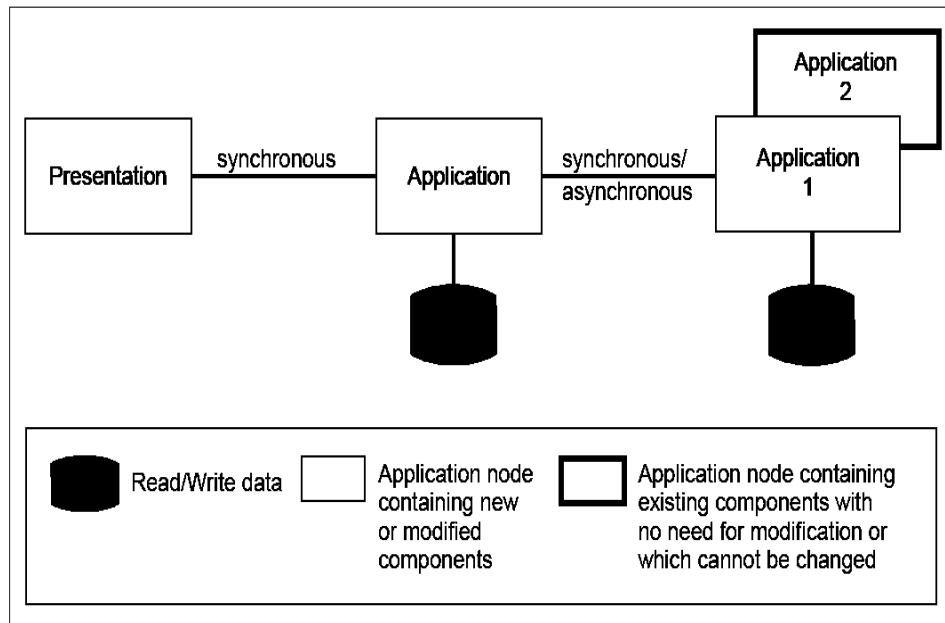 Application
2
Presentation
synchronous
Application
synchronous/
asynchronous
Application
1
Read/Write data
Application node
containing new
or modified
components
Application node containing
existing components with
no need for modification or
which cannot be changed